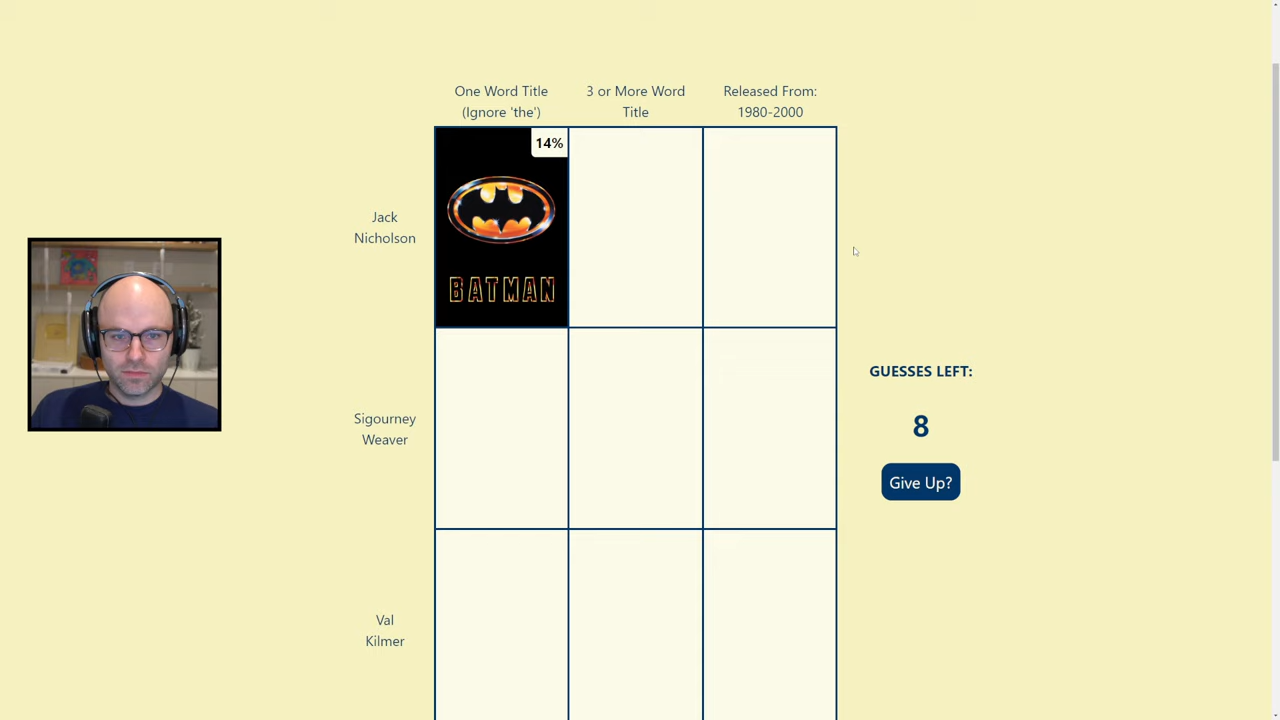 One Word Title
(Ignore 'the')
3 or More Word
Title
Released From:
1980-2000
14%
BATMAN
Jack
Nicholson
GUESSES LEFT:
8
Give Up?
Sigourney
Weaver
Val
Kilmer